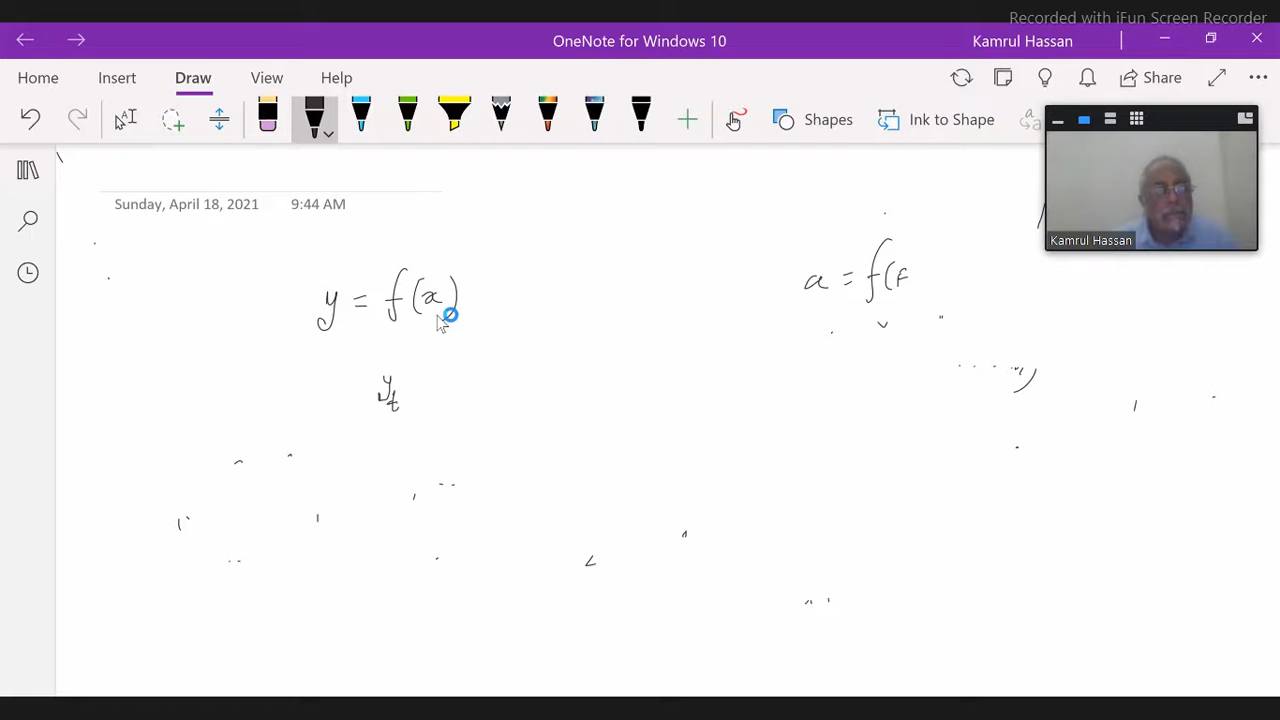 Recorded with iFun Screen Recorder
OneNote for Windows 10
Kamrul Hassan
Home Insert Draw View Help
Share
Shapes
Ink to Shape
Sunday, April 18, 2021 9:44 AM
Kamrul Hassan
y = f(x)
a = f(F
y_t